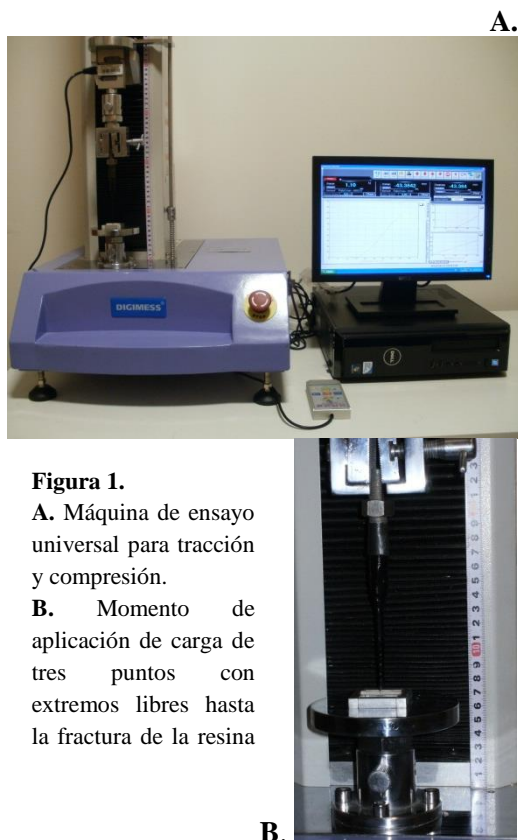 A.
DIGIMESS
DELL
Figura 1.
A. Máquina de ensayo
universal para tracción
y compresión.
B. Momento de
aplicación de carga de
tres puntos con
extremos libres hasta
la fractura de la resina
B.